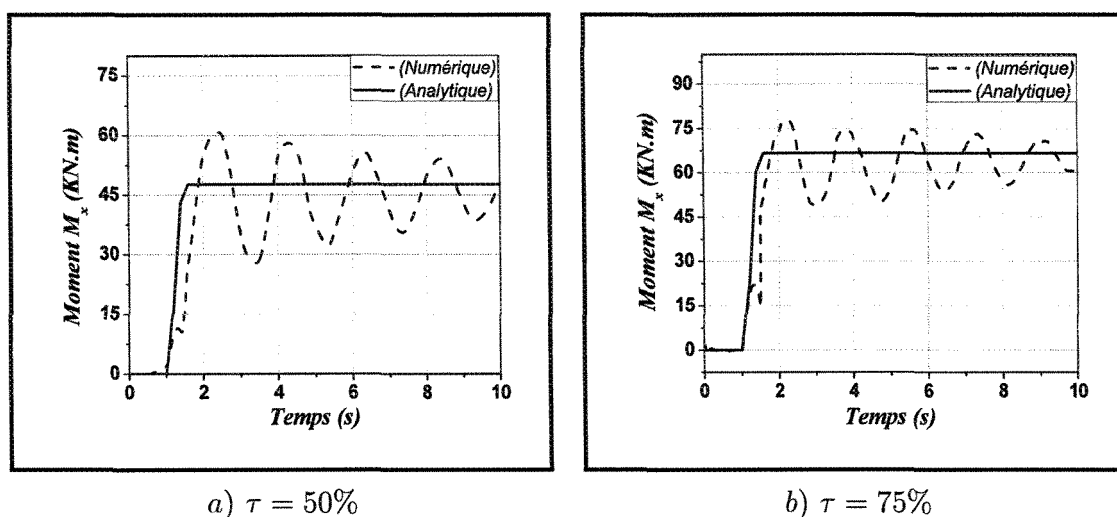 75
60
45
30
15
0
Moment M_x (KN.m)
(Numérique)
(Analytique)
0 2 4 6 8 10
Temps (s)
90
75
60
45
30
15
0
Moment M_x (KN.m)
(Numérique)
(Analytique)
0 2 4 6 8 10
Temps (s)
a) τ = 50%
b) τ = 75%